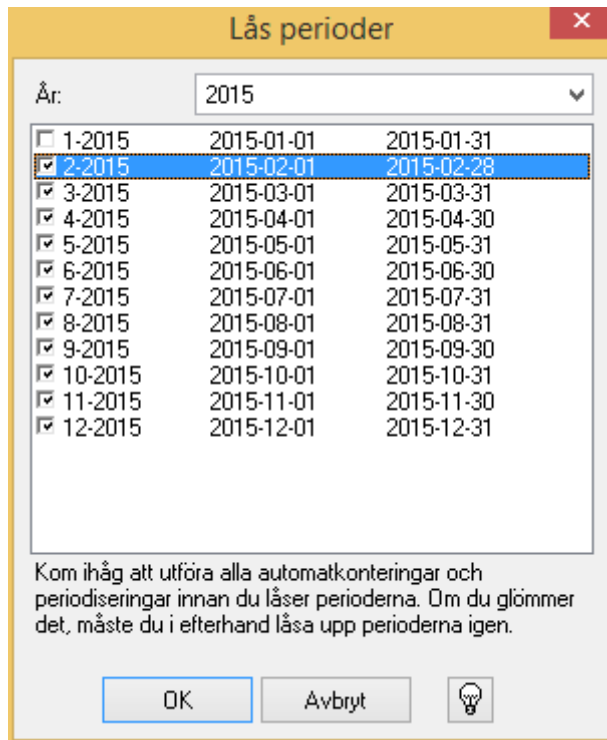 Lås perioder
År: 2015
1-2015 2015-01-01 2015-01-31
2-2015 2015-02-01 2015-02-28
3-2015 2015-03-01 2015-03-31
4-2015 2015-04-01 2015-04-30
5-2015 2015-05-01 2015-05-31
6-2015 2015-06-01 2015-06-30
7-2015 2015-07-01 2015-07-31
8-2015 2015-08-01 2015-08-31
9-2015 2015-09-01 2015-09-30
10-2015 2015-10-01 2015-10-31
11-2015 2015-11-01 2015-11-30
12-2015 2015-12-01 2015-12-31
Kom ihåg att utföra alla automatkonteringar och
periodiseringar innan du låser perioderna. Om du glömmer
det, måste du i efterhand låsa upp perioderna igen.
OK Avbryt